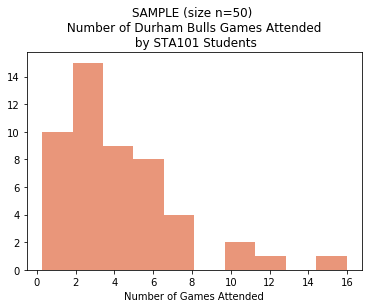 SAMPLE (size n=50)
Number of Durham Bulls Games Attended
by STA101 Students
14
12
10
8
6
4
2
0
0 2 4 6 8 10 12 14 16
Number of Games Attended